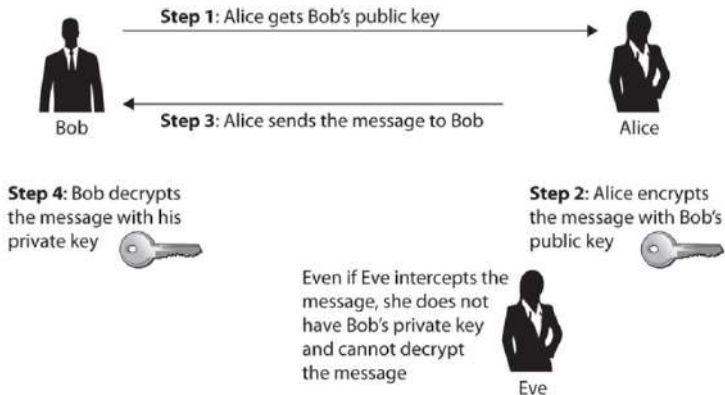 Step 1: Alice gets Bob's public key
Bob
Step 3: Alice sends the message to Bob
Alice
Step 4: Bob decrypts
the message with his
private key
Step 2: Alice encrypts
the message with Bob's
public key
Even if Eve intercepts the
message, she does not
have Bob's private key
and cannot decrypt
the message
Eve